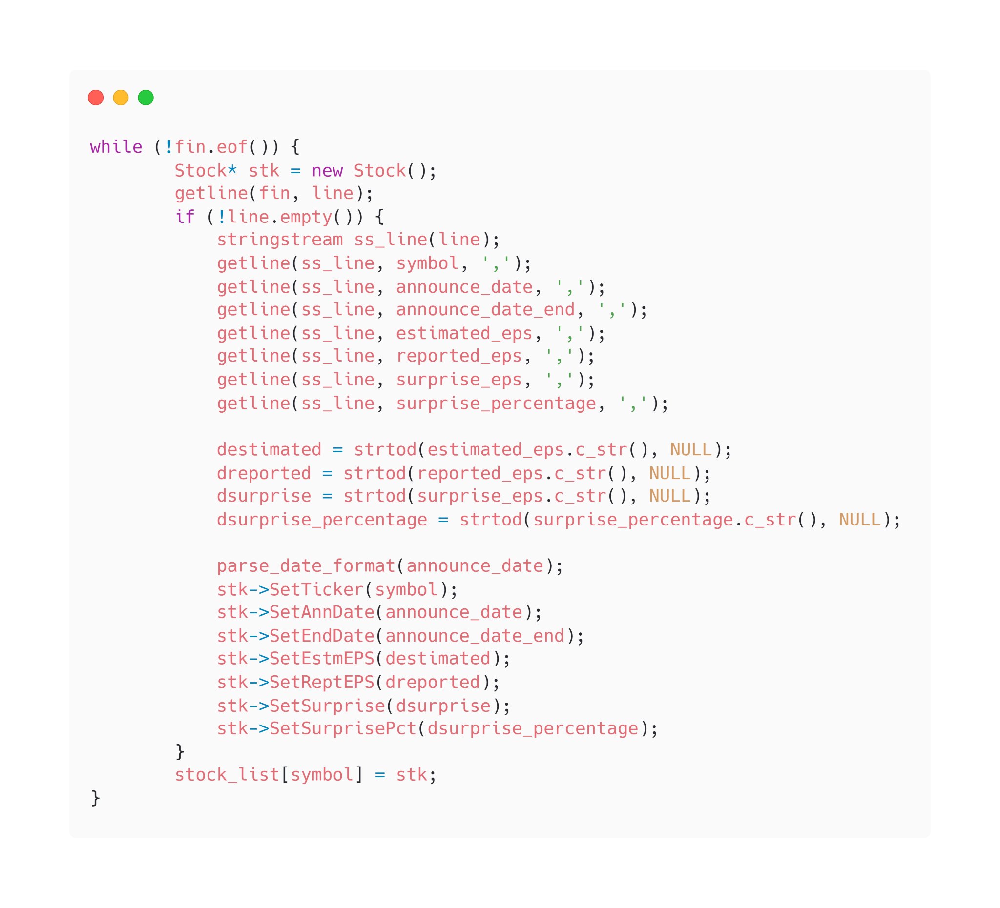 while (!fin.eof()) {
        Stock* stk = new Stock();
        getline(fin, line);
        if (!line.empty()) {
            stringstream ss_line(line);
            getline(ss_line, symbol, ',');
            getline(ss_line, announce_date, ',');
            getline(ss_line, announce_date_end, ',');
            getline(ss_line, estimated_eps, ',');
            getline(ss_line, reported_eps, ',');
            getline(ss_line, surprise_eps, ',');
            getline(ss_line, surprise_percentage, ',');

            destimated = strtod(estimated_eps.c_str(), NULL);
            dreported = strtod(reported_eps.c_str(), NULL);
            dsurprise = strtod(surprise_eps.c_str(), NULL);
            dsurprise_percentage = strtod(surprise_percentage.c_str(), NULL);

            parse_date_format(announce_date);
            stk->SetTicker(symbol);
            stk->SetAnnDate(announce_date);
            stk->SetEndDate(announce_date_end);
            stk->SetEstmEPS(destimated);
            stk->SetReptEPS(dreported);
            stk->SetSurprise(dsurprise);
            stk->SetSurprisePct(dsurprise_percentage);
        }
        stock_list[symbol] = stk;
}